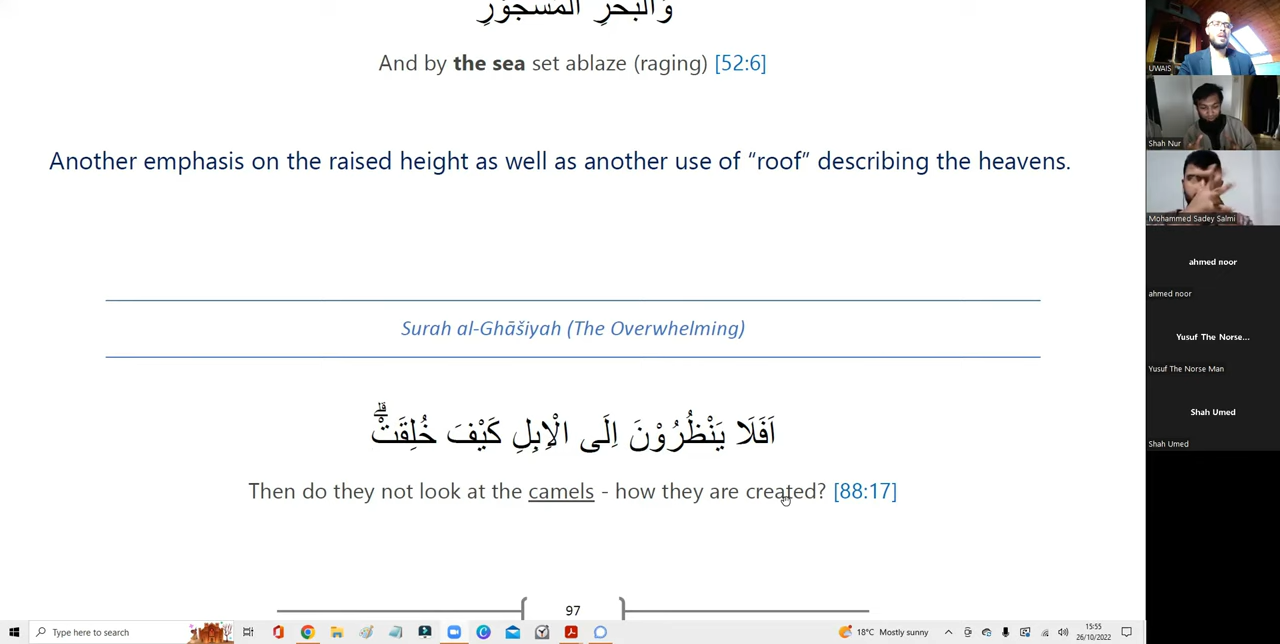 وَالْبَحْرِ الْمَسْجُوْرِ
And by the sea set ablaze (raging) [52:6]
Another emphasis on the raised height as well as another use of “roof” describing the heavens.
Surah al-Ghāšiyah (The Overwhelming)
اَفَلَا يَنْظُرُوْنَ اِلَى الْاِبِلِ كَيْفَ خُلِقَتْ ۗ
Then do they not look at the camels - how they are created? [88:17]
97
UWAIS
Shah Nur
Mohammed Sadey Salmi
ahmed noor
ahmed noor
Yusuf The Norse...
Yusuf The Norse Man
Shah Umed
Shah Umed
Type here to search
18°C Mostly sunny
15:55
26/10/2022